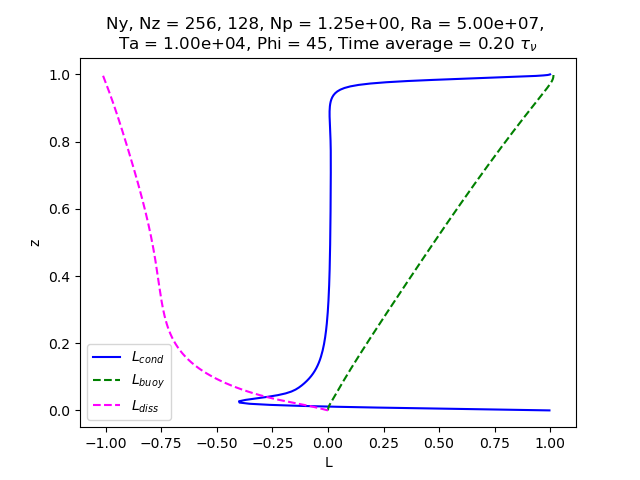 Ny, Nz = 256, 128, Np = 1.25e+00, Ra = 5.00e+07,
Ta = 1.00e+04, Phi = 45, Time average = 0.20 τ_ν
1.0
0.8
0.6
0.4
0.2
0.0
z
L_cond
L_buoy
L_diss
−1.00 −0.75 −0.50 −0.25 0.00 0.25 0.50 0.75 1.00
L